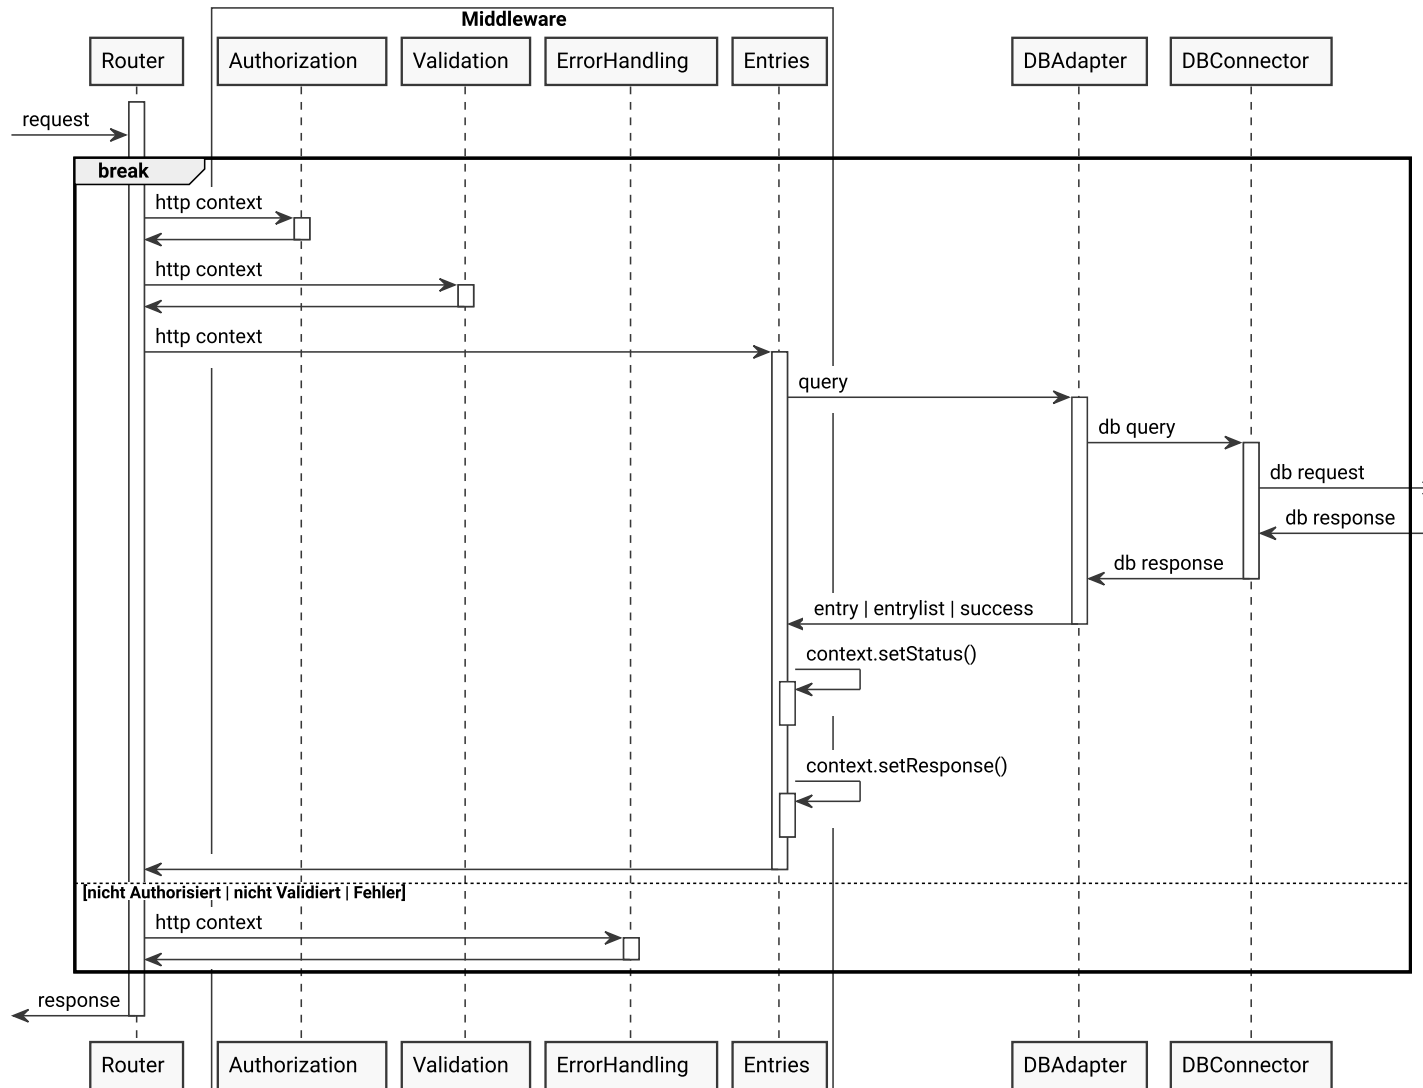 Middleware
Router
Authorization
Validation
ErrorHandling
Entries
DBAdapter
DBConnector
request
break
http context
http context
http context
query
db query
db request
db response
db response
entry | entrylist | success
context.setStatus()
context.setResponse()
[nicht Authorisiert | nicht Validiert | Fehler]
http context
response
Router
Authorization
Validation
ErrorHandling
Entries
DBAdapter
DBConnector